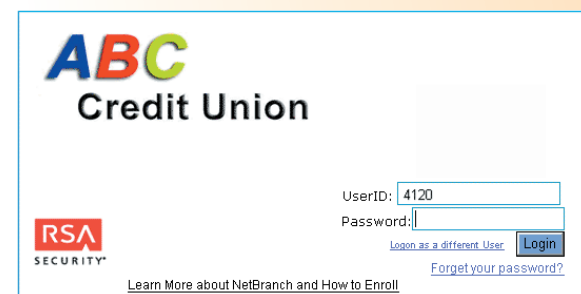 ABC
Credit Union
UserID: 4120
Password:
RSA
SECURITY®
Logon as a different User Login
Forget your password?
Learn More about NetBranch and How to Enroll